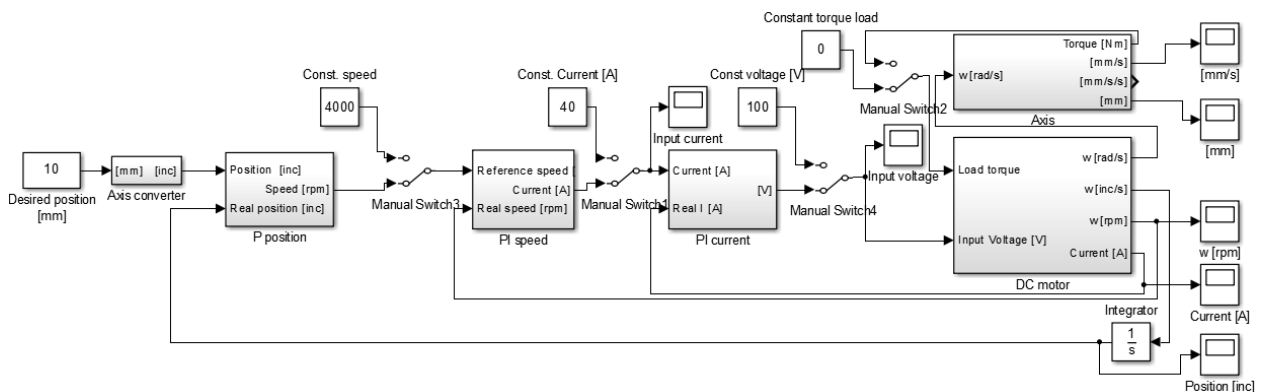 Constant torque load
0
Torque [Nm]
[mm/s]
[mm/s/s]
[mm]
w[rad/s]
Axis
[mm/s]
[mm]
Manual Switch2
Const. speed
4000
Const. Current [A]
40
Input current
Const voltage [V]
100
Input voltage
10
Desired position
[mm]
[mm] [inc]
Axis converter
Position [inc]
Speed [rpm]
Real position [inc]
P position
Manual Switch3
Reference speed [
Current [A]
Real speed [rpm]
PI speed
Manual Switch1
Current [A]
[V]
Real I [A]
PI current
Manual Switch4
Load torque
Input Voltage [V]
w[rad/s]
w[inc/s]
w[rpm]
Current [A]
DC motor
w [rpm]
Current [A]
Integrator
1
s
Position [inc]